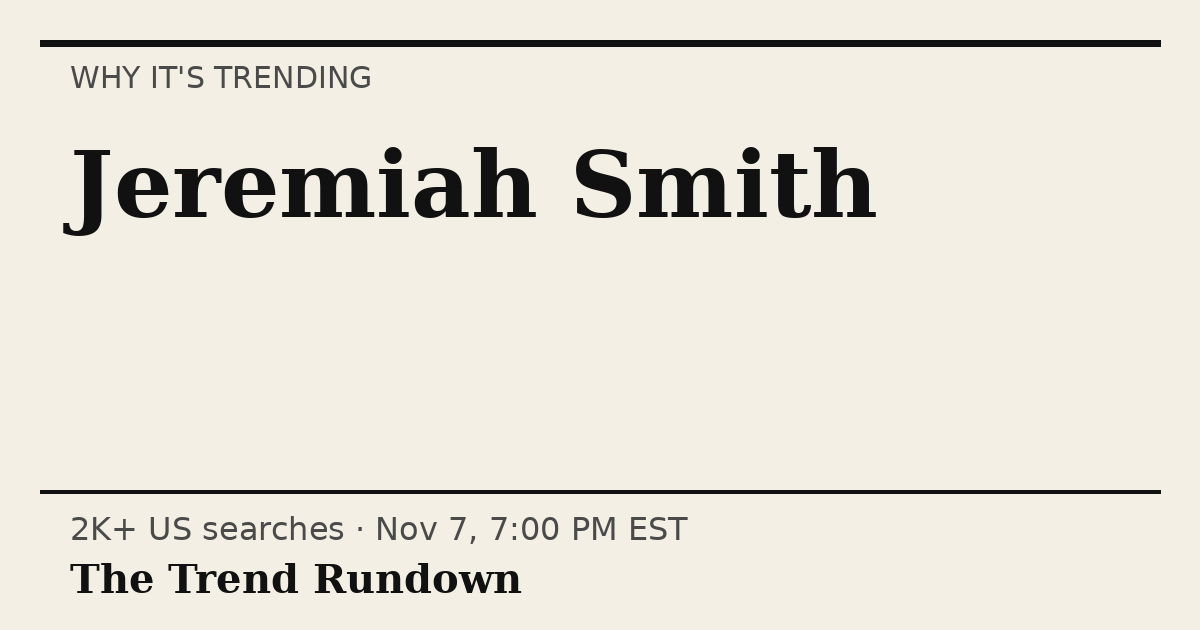 WHY IT'S TRENDING
Jeremiah Smith
2K+ US searches · Nov 7, 7:00 PM EST
The Trend Rundown